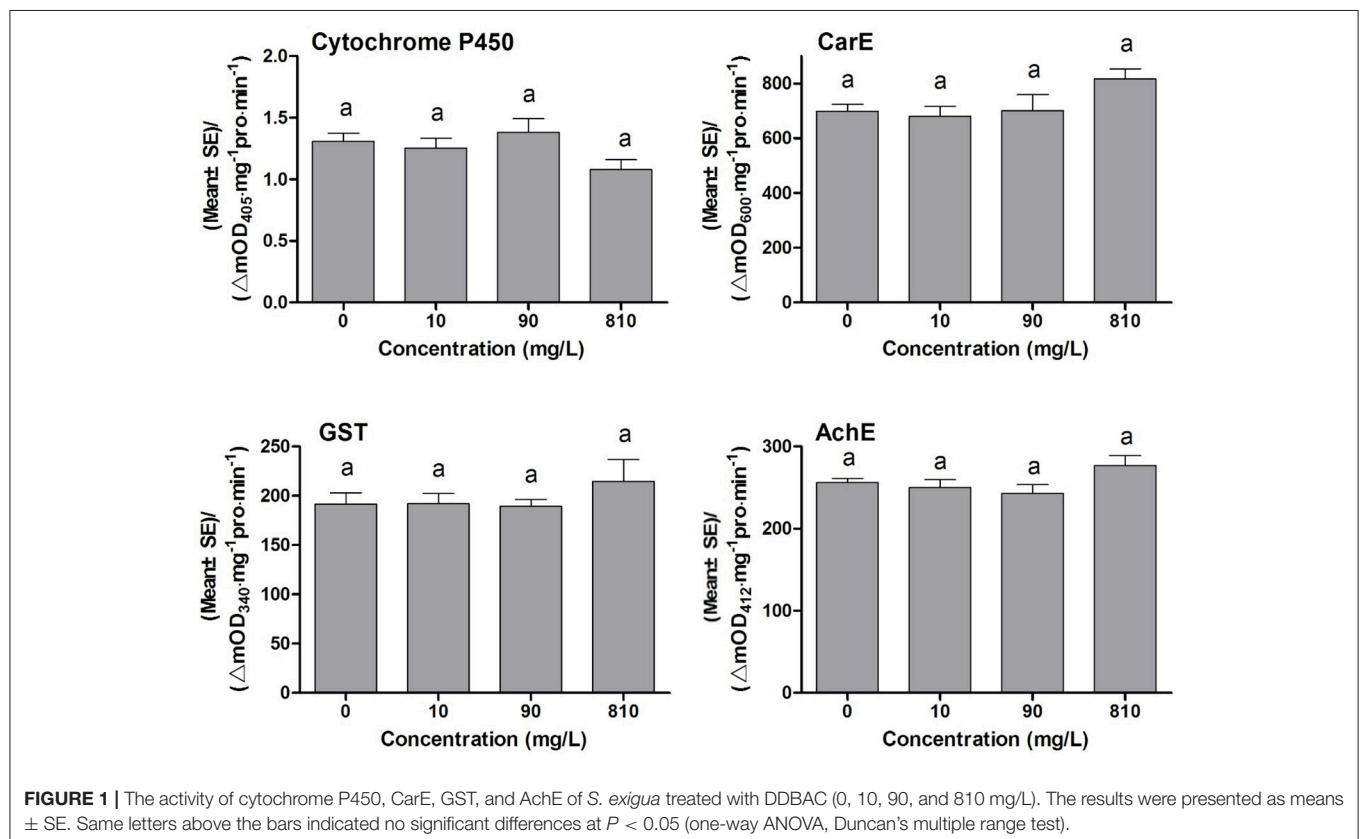 Cytochrome P450
(Mean± SE)/
(△mOD405·mg-1pro·min-1)
2.0
1.5
1.0
0.5
0.0
a
a
a
a
0
10
90
810
Concentration (mg/L)
CarE
(Mean± SE)/
(△mOD600·mg-1pro·min-1)
800
600
400
200
0
a
a
a
a
0
10
90
810
Concentration (mg/L)
GST
(Mean± SE)/
(△mOD340·mg-1pro·min-1)
250
200
150
100
50
0
a
a
a
a
0
10
90
810
Concentration (mg/L)
AchE
(Mean± SE)/
(△mOD412·mg-1pro·min-1)
300
200
100
0
a
a
a
a
0
10
90
810
Concentration (mg/L)
FIGURE 1 | The activity of cytochrome P450, CarE, GST, and AchE of S. exigua treated with DDBAC (0, 10, 90, and 810 mg/L). The results were presented as means
± SE. Same letters above the bars indicated no significant differences at P < 0.05 (one-way ANOVA, Duncan's multiple range test).